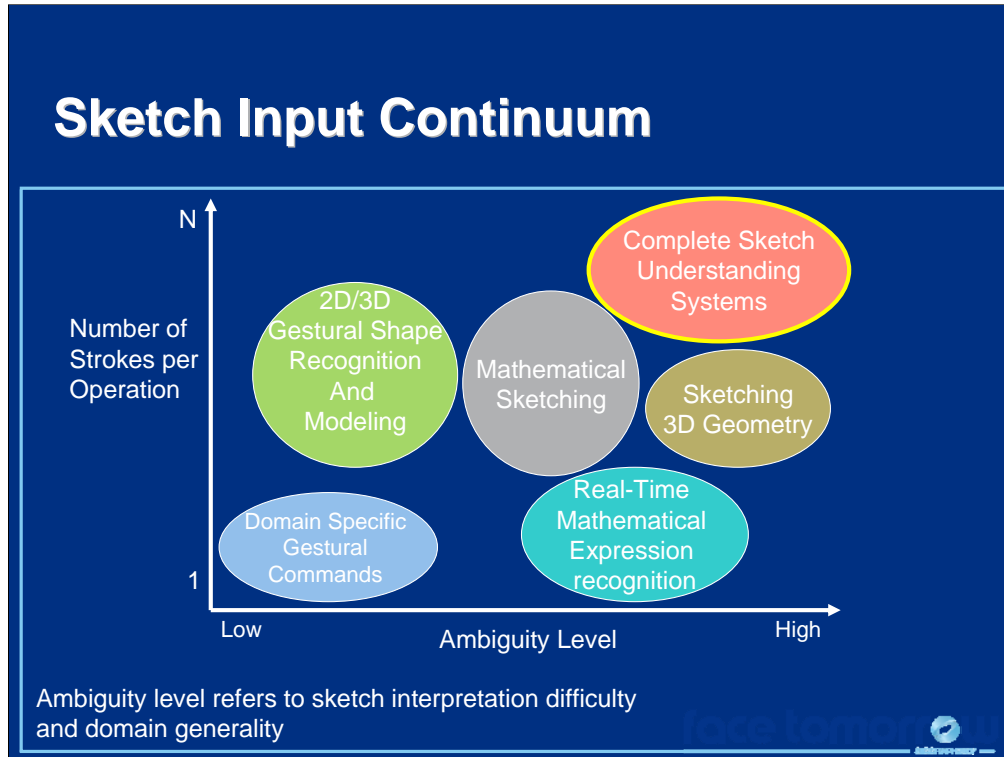 Sketch Input Continuum
N
Number of
Strokes per
Operation
1
2D/3D
Gestural Shape
Recognition
And
Modeling
Mathematical
Sketching
Complete Sketch
Understanding
Systems
Sketching
3D Geometry
Domain Specific
Gestural
Commands
Real-Time
Mathematical
Expression
recognition
Low
Ambiguity Level
High
Ambiguity level refers to sketch interpretation difficulty
and domain generality
face tomorrow